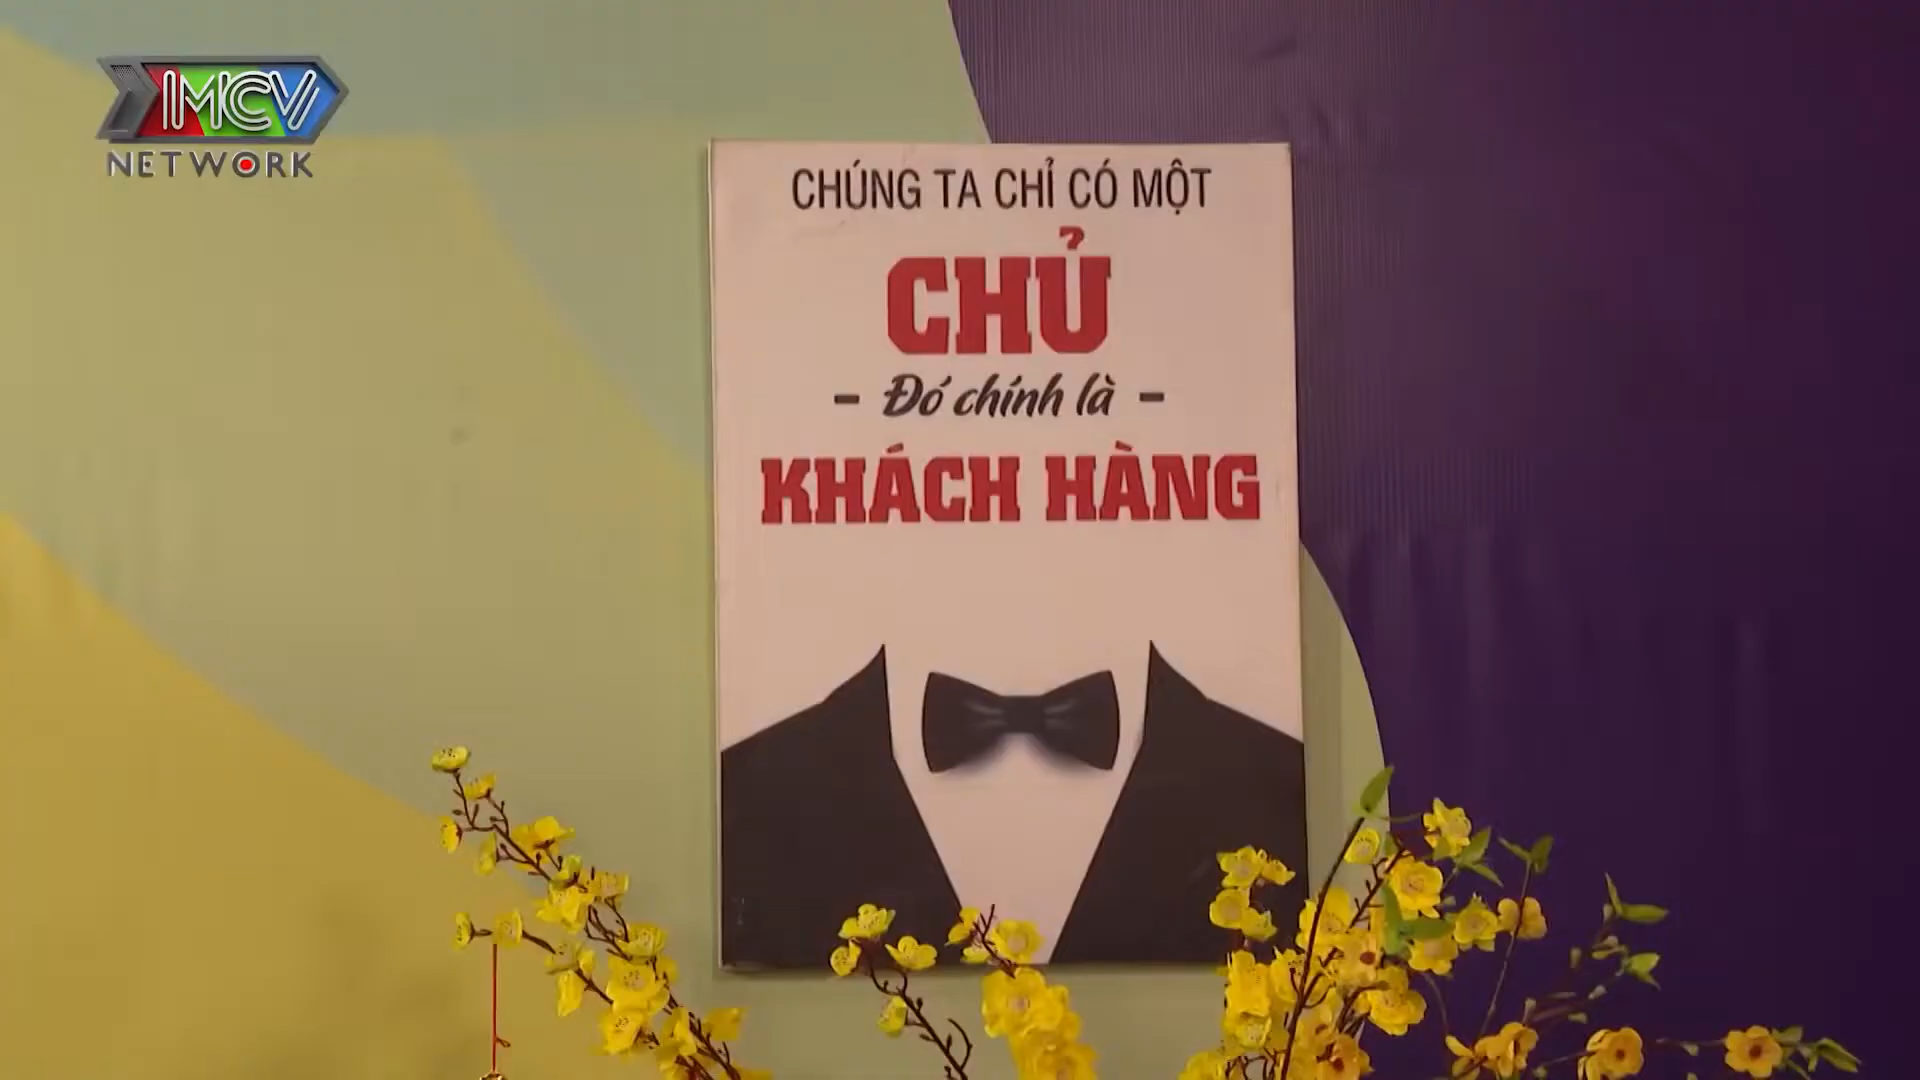 MCV
NETWORK
CHÚNG TA CHỈ CÓ MỘT
CHỦ
- Đó chính là -
KHÁCH HÀNG